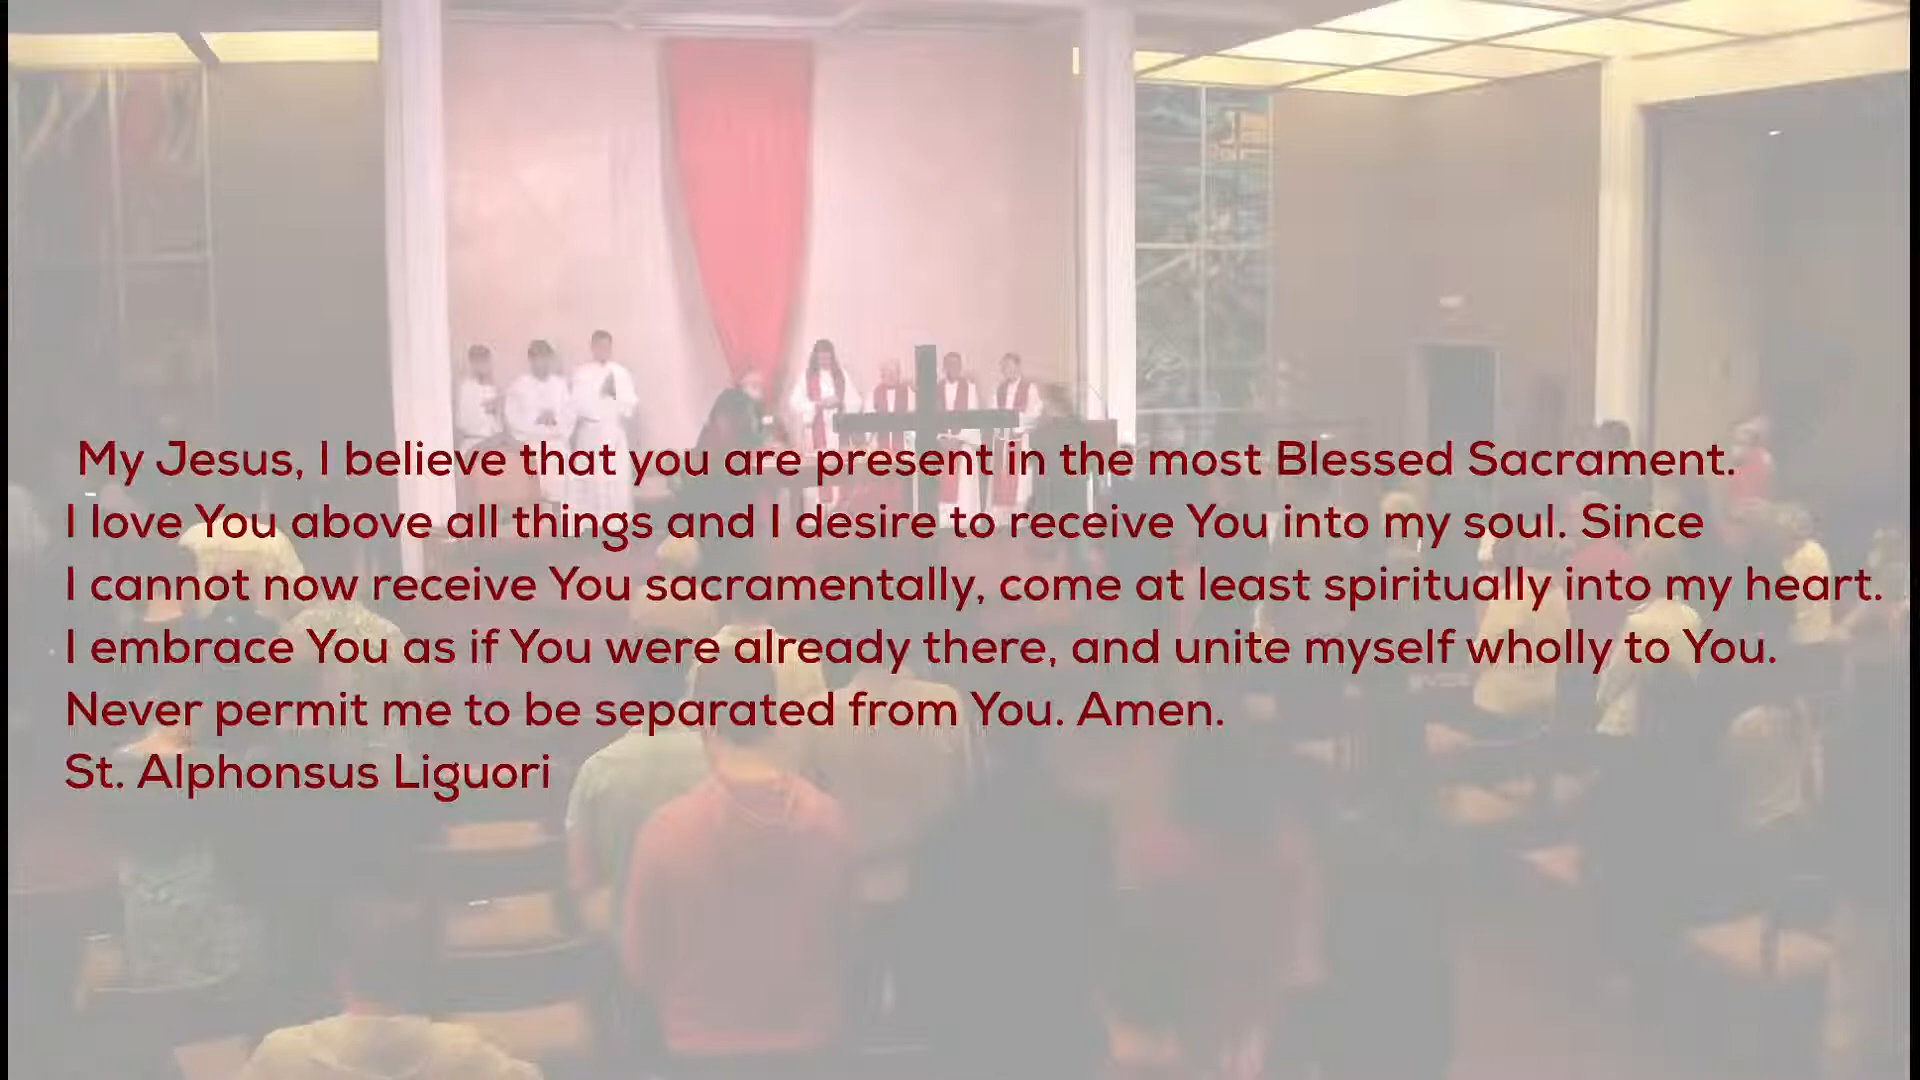 My Jesus, I believe that you are present in the most Blessed Sacrament.
I love You above all things and I desire to receive You into my soul. Since
I cannot now receive You sacramentally, come at least spiritually into my heart.
I embrace You as if You were already there, and unite myself wholly to You.
Never permit me to be separated from You. Amen.
St. Alphonsus Liguori